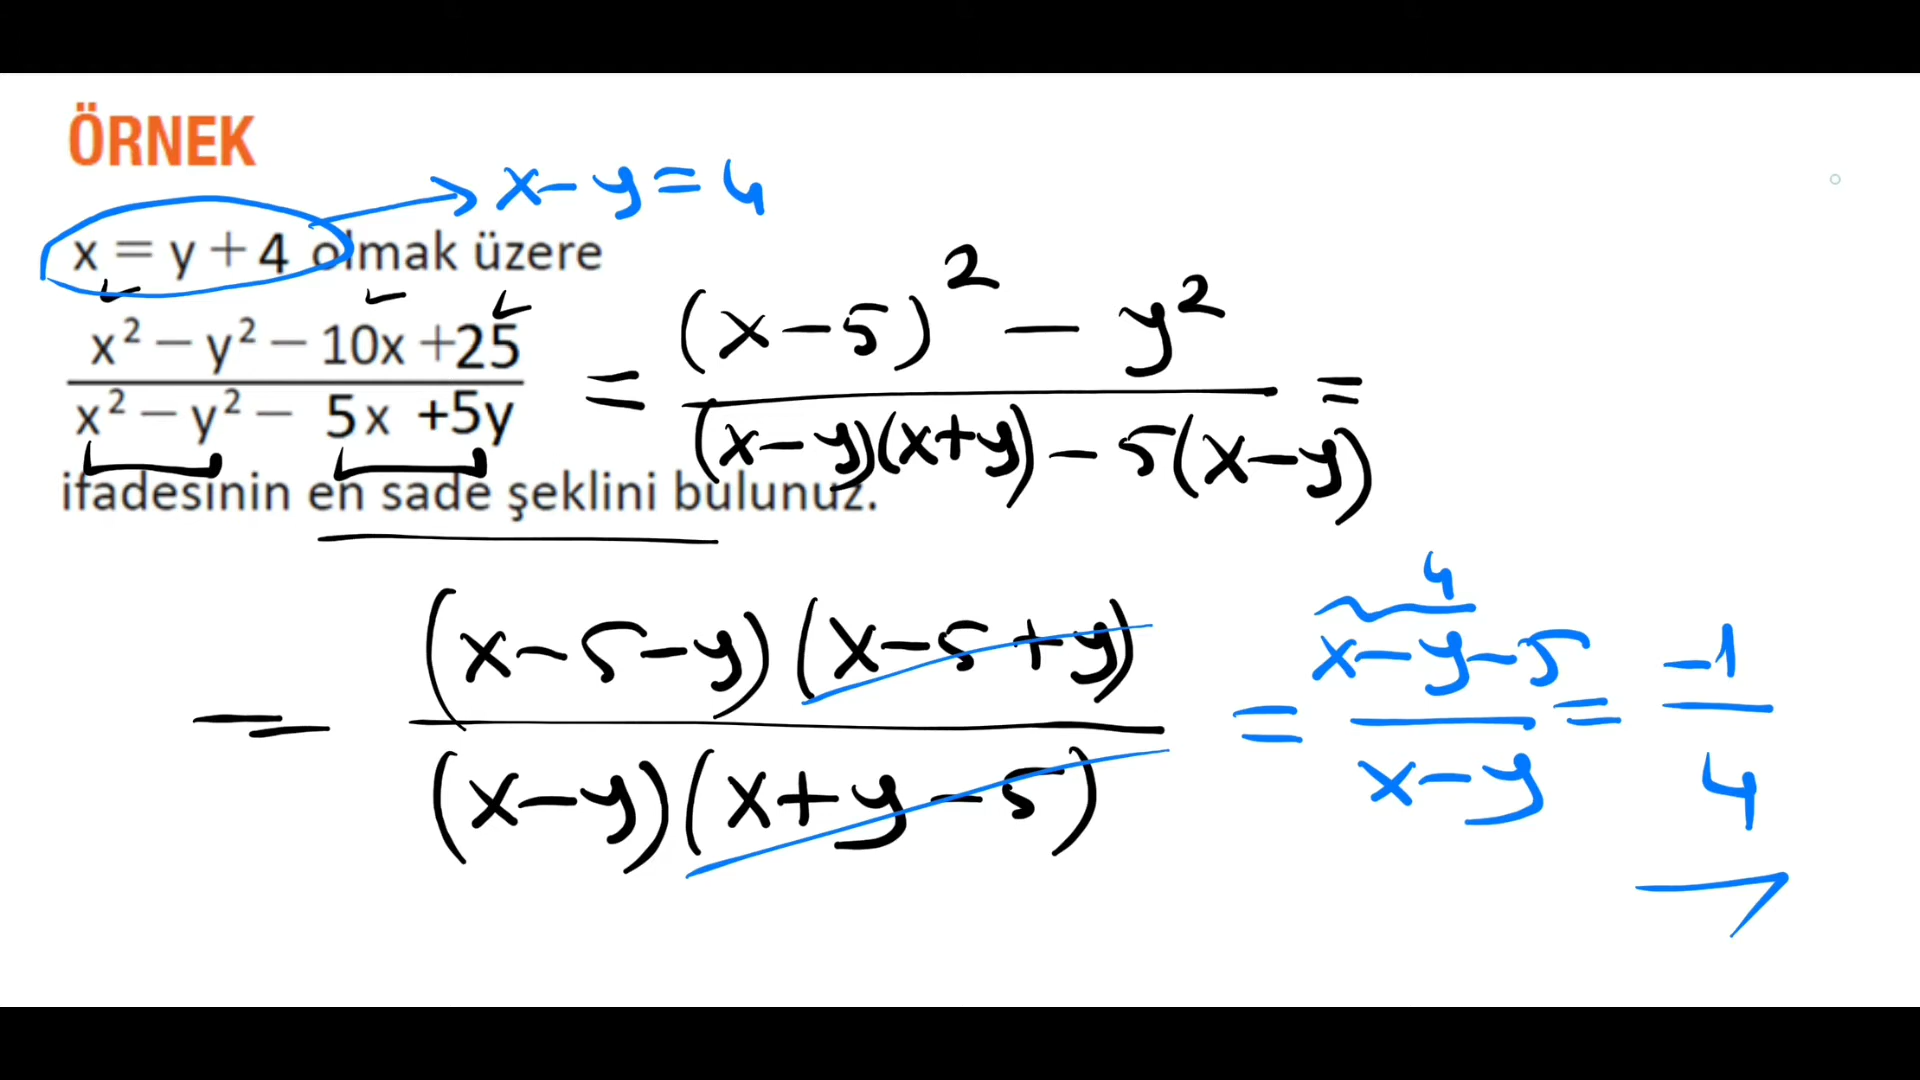 ÖRNEK
x - y = 4
x = y + 4 olmak üzere
x² − y² − 10x + 25 / x² − y² − 5x + 5y = (x-5)² - y² / (x-y)(x+y) - 5(x-y) =
ifadesinin en sade şeklini bulunuz.
= (x-5-y)(x-5+y) / (x-y)(x+y-5) = 4 x-y-5 / x-y = -1 / 4